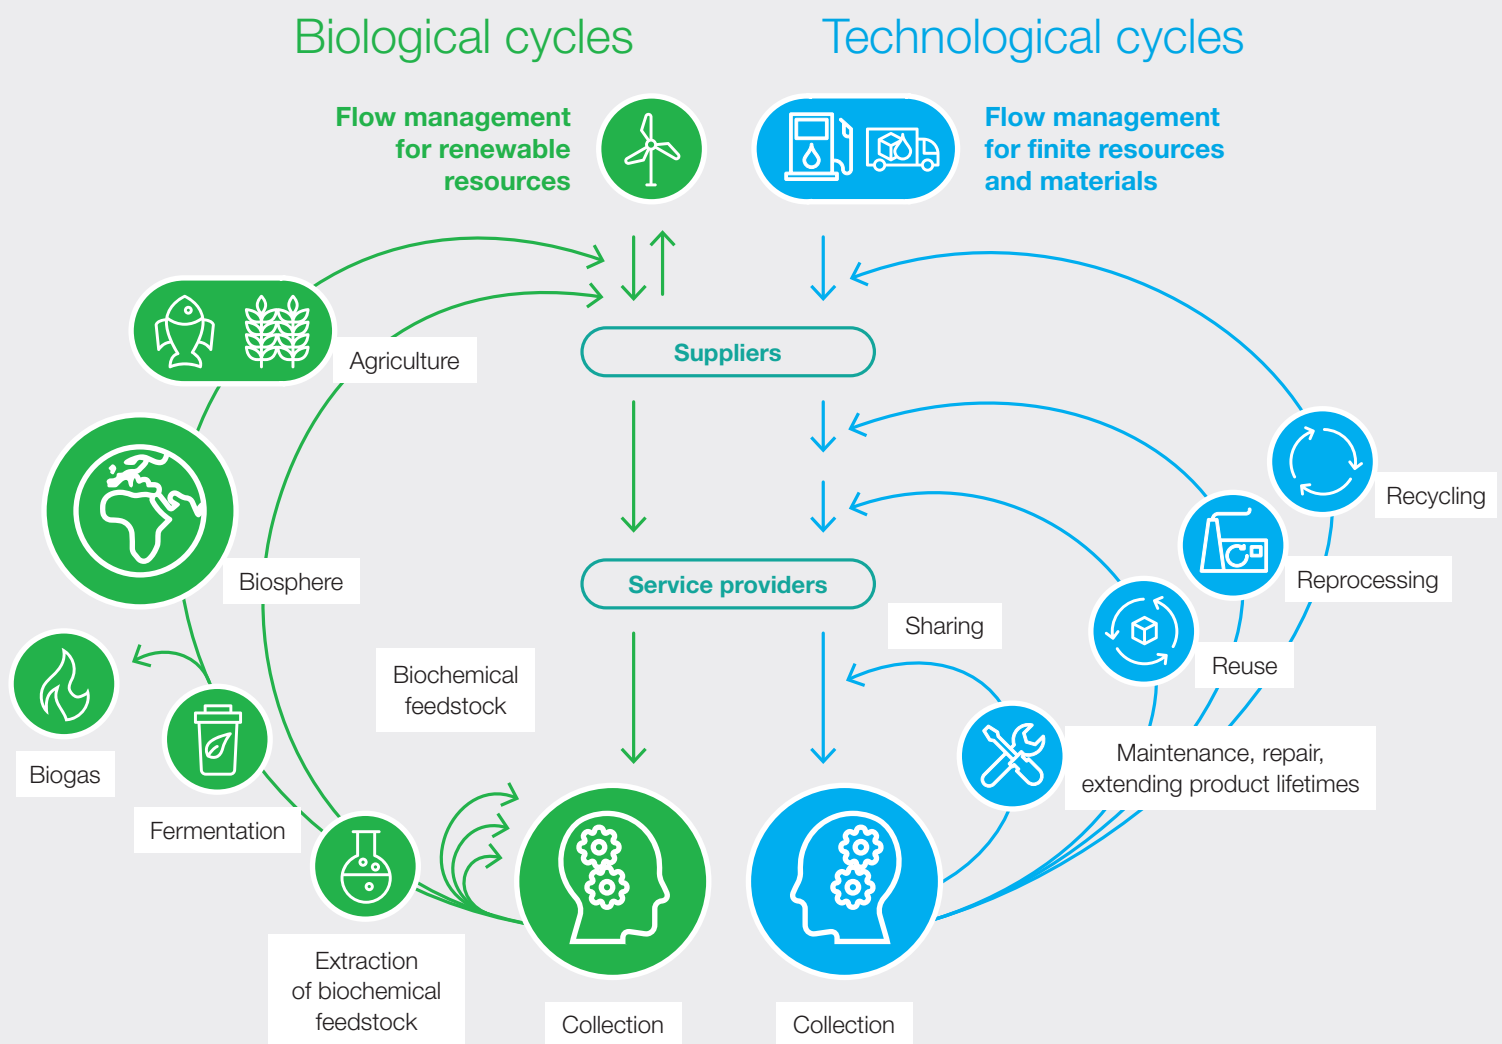 Biological cycles
Technological cycles
Flow management
for renewable
resources
Flow management
for finite resources
and materials
Suppliers
Agriculture
Recycling
Biosphere
Service providers
Reprocessing
Sharing
Reuse
Biochemical
feedstock
Maintenance, repair,
extending product lifetimes
Biogas
Fermentation
Extraction
of biochemical
feedstock
Collection
Collection